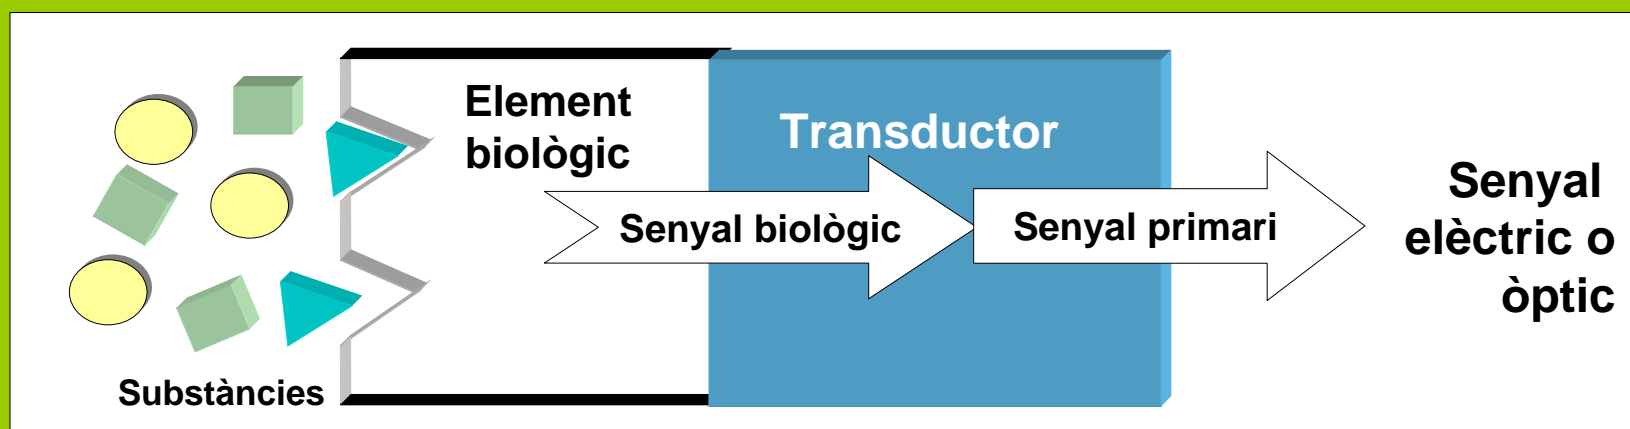 Element
biològic
Transductor
Senyal biològic
Senyal primari
Senyal
elèctric o
òptic
Substàncies